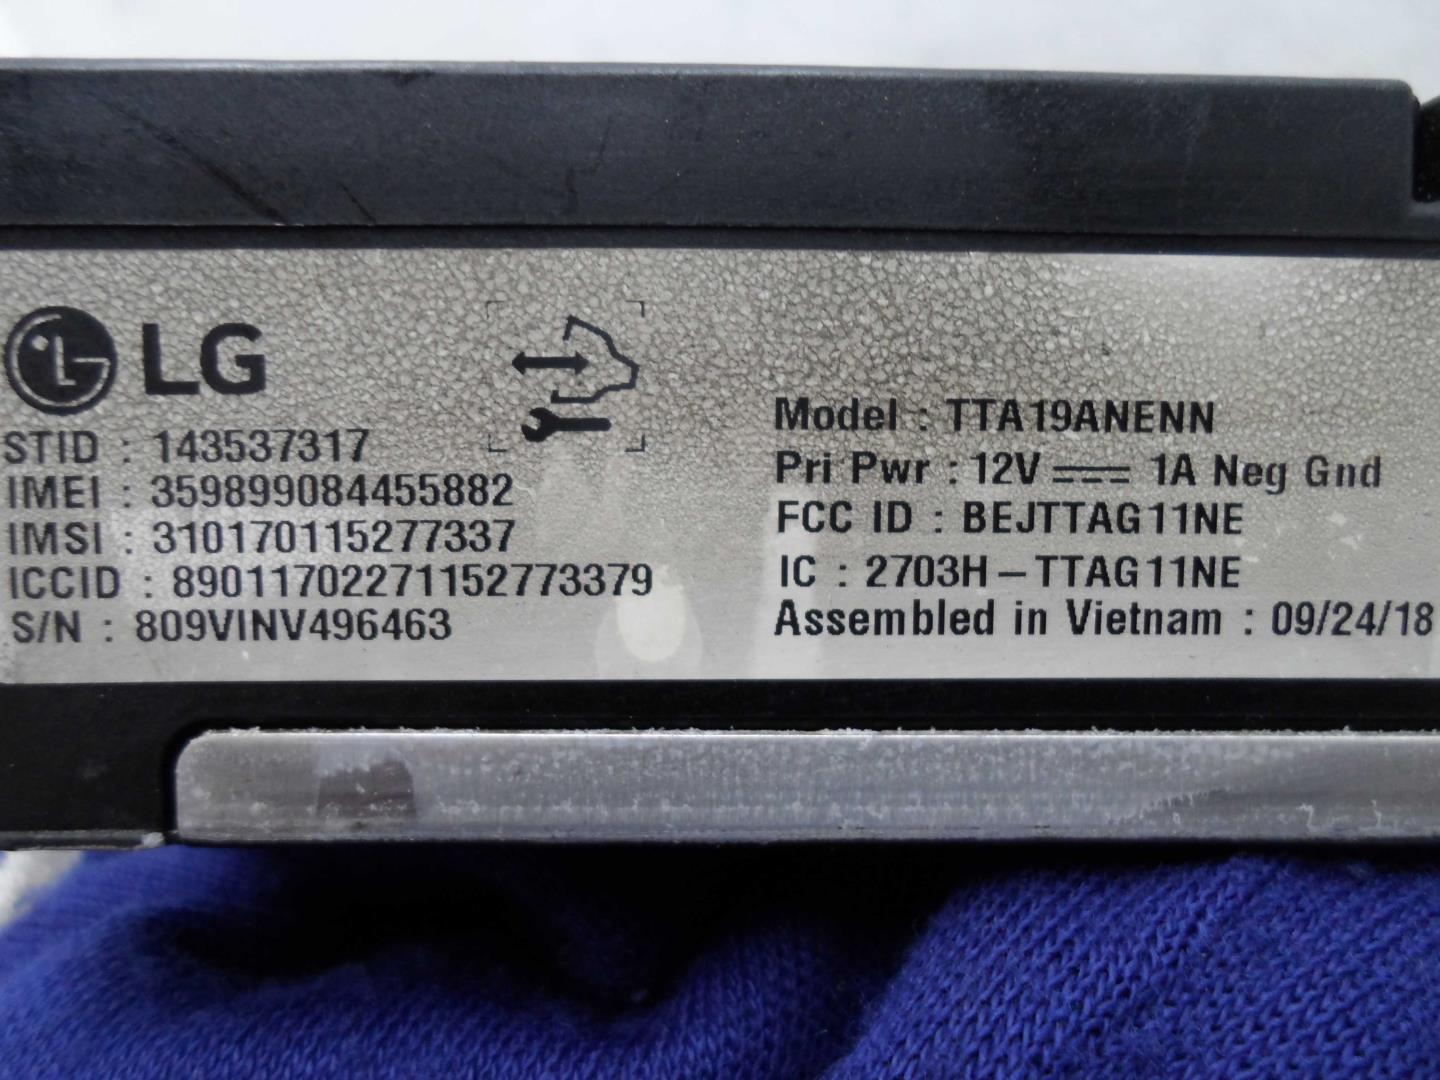 LG
STID : 143537317
IMEI : 359899084455882
IMSI : 310170115277337
ICCID : 89011702271152773379
S/N : 809VINV496463
Model : TTA19ANENN
Pri Pwr : 12V ⎓ 1A Neg Gnd
FCC ID : BEJTTAG11NE
IC : 2703H–TTAG11NE
Assembled in Vietnam : 09/24/18